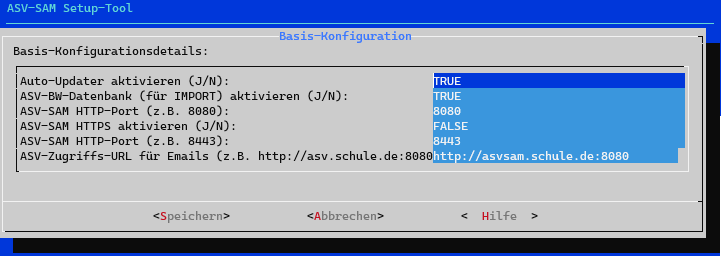 ASV-SAM Setup-Tool
Basis-Konfiguration
Basis-Konfigurationsdetails:
Auto-Updater aktivieren (J/N): TRUE
ASV-BW-Datenbank (für IMPORT) aktivieren (J/N): TRUE
ASV-SAM HTTP-Port (z.B. 8080): 8080
ASV-SAM HTTPS aktivieren (J/N): FALSE
ASV-SAM HTTP-Port (z.B. 8443): 8443
ASV-Zugriffs-URL für Emails (z.B. http://asv.schule.de:8080http://asvsam.schule.de:8080
<Speichern> <Abbrechen> < Hilfe >